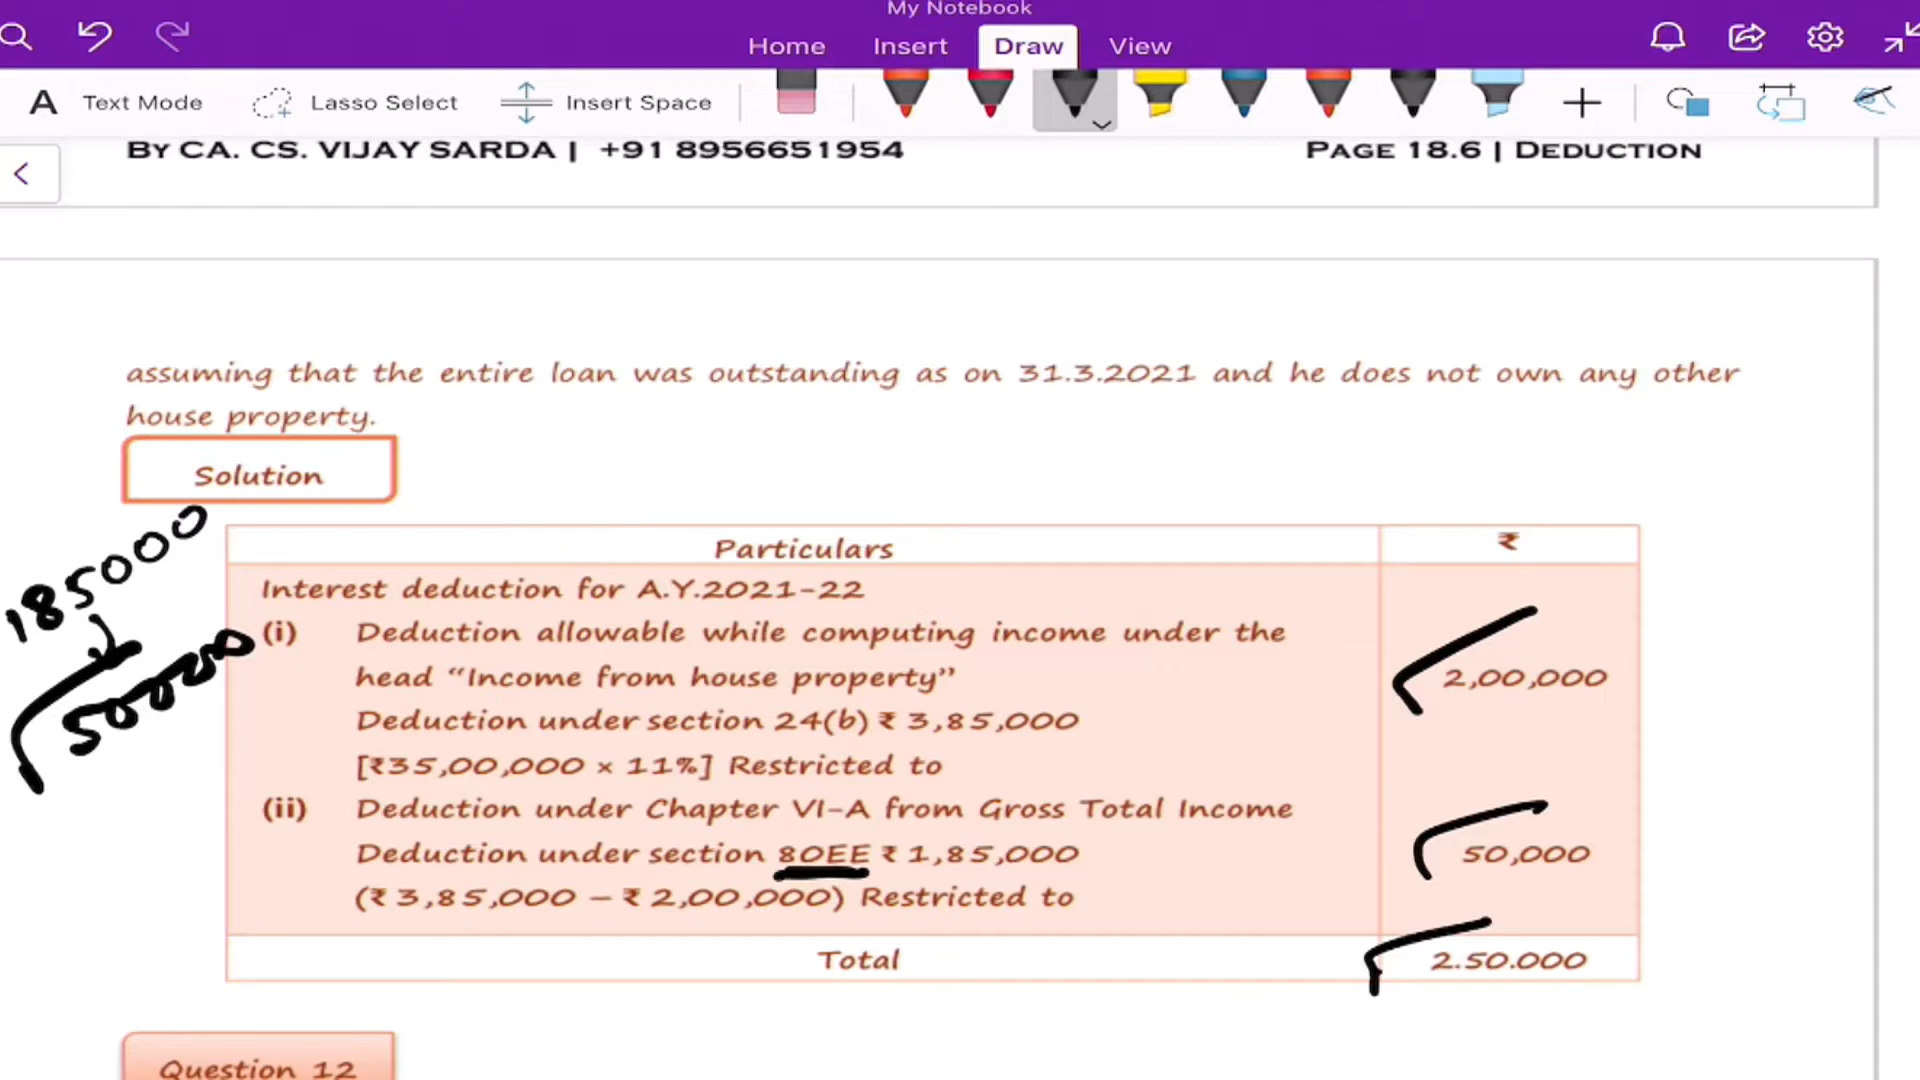 My Notebook
Home Insert Draw View
A Text Mode Lasso Select Insert Space
BY CA. CS. VIJAY SARDA | +91 8956651954 PAGE 18.6 | DEDUCTION
assuming that the entire loan was outstanding as on 31.3.2021 and he does not own any other
house property.
Solution
185000
50000
Particulars ₹
Interest deduction for A.Y.2021-22
(i) Deduction allowable while computing income under the
head “Income from house property” 2,00,000
Deduction under section 24(b) ₹ 3,85,000
[₹35,00,000 × 11%] Restricted to
(ii) Deduction under Chapter VI-A from Gross Total Income
Deduction under section 80EE ₹ 1,85,000 50,000
(₹ 3,85,000 – ₹ 2,00,000) Restricted to
Total 2.50.000
Question 12